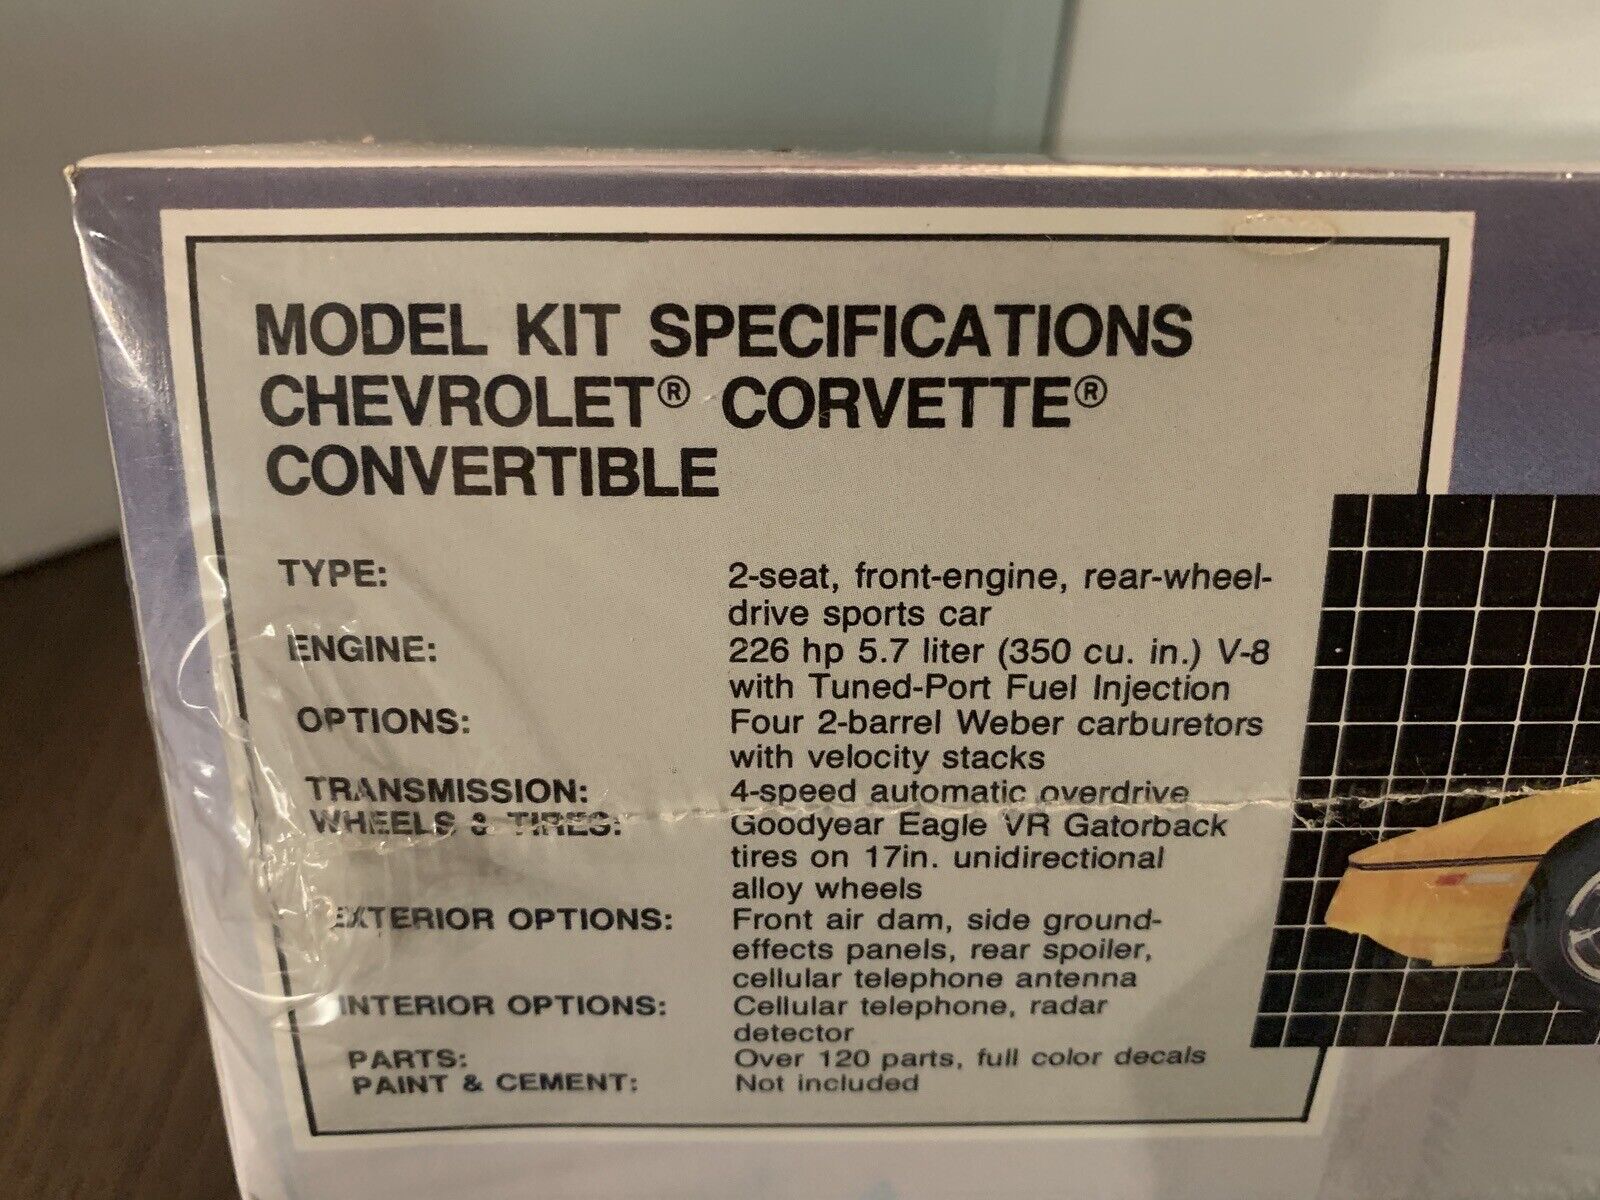 MODEL KIT SPECIFICATIONS
CHEVROLET® CORVETTE®
CONVERTIBLE
TYPE: 2-seat, front-engine, rear-wheel-
drive sports car
ENGINE: 226 hp 5.7 liter (350 cu. in.) V-8
with Tuned-Port Fuel Injection
OPTIONS: Four 2-barrel Weber carburetors
with velocity stacks
TRANSMISSION: 4-speed automatic overdrive
WHEELS & TIRES: Goodyear Eagle VR Gatorback
tires on 17in. unidirectional
alloy wheels
EXTERIOR OPTIONS: Front air dam, side ground-
effects panels, rear spoiler,
cellular telephone antenna
INTERIOR OPTIONS: Cellular telephone, radar
detector
PARTS: Over 120 parts, full color decals
PAINT & CEMENT: Not included